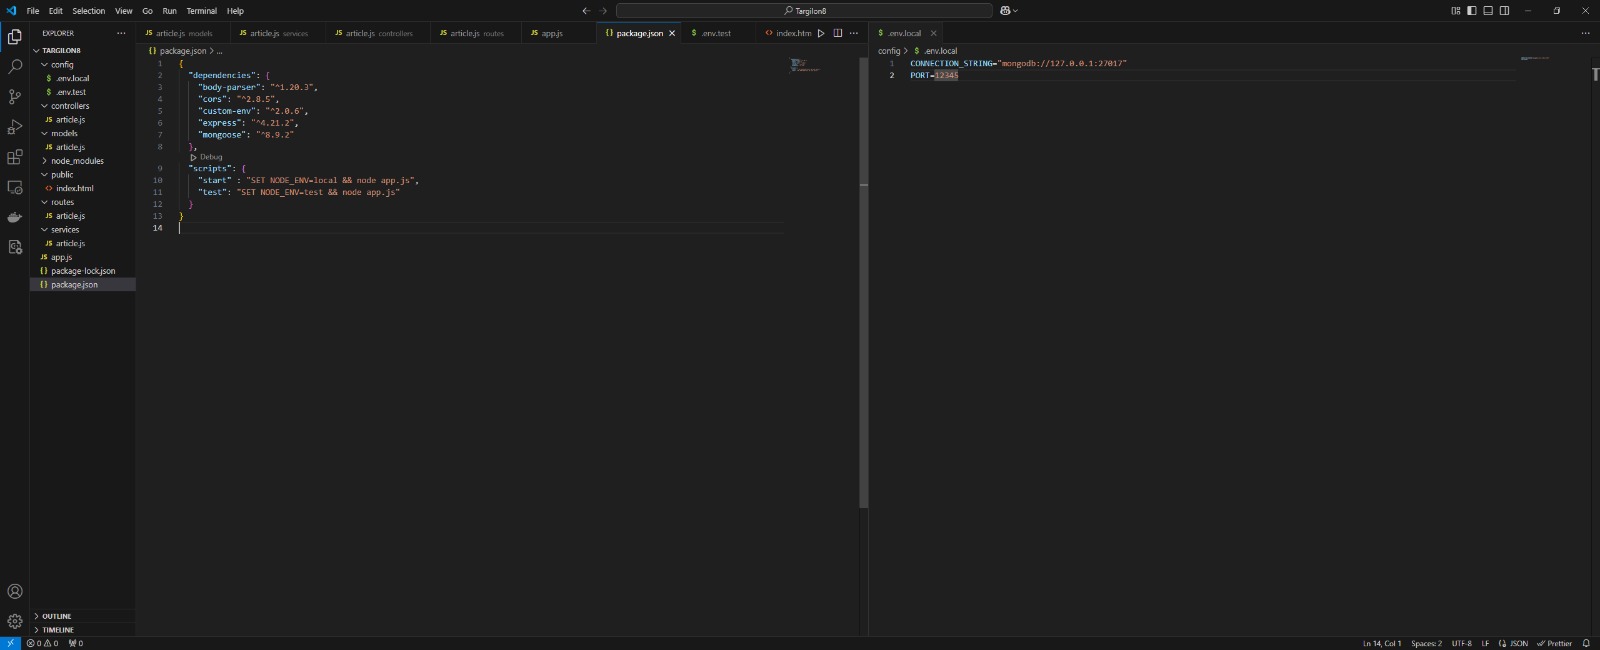 File Edit Selection View Go Run Terminal Help
Targilon8
EXPLORER
TARGILON8
config
.env.local
.env.test
controllers
article.js
models
article.js
node_modules
public
index.html
routes
article.js
services
article.js
app.js
package-lock.json
package.json
OUTLINE
TIMELINE
article.js models
article.js services
article.js controllers
article.js routes
app.js
package.json
.env.test
index.htm
package.json > ...
1 {
2 "dependencies": {
3 "body-parser": "^1.20.3",
4 "cors": "^2.8.5",
5 "custom-env": "^2.0.6",
6 "express": "^4.21.2",
7 "mongoose": "^8.9.2"
8 },
Debug
9 "scripts": {
10 "start" : "SET NODE_ENV=local && node app.js",
11 "test": "SET NODE_ENV=test && node app.js"
12 }
13 }
14
.env.local
config > .env.local
1 CONNECTION_STRING="mongodb://127.0.0.1:27017"
2 PORT=12345
0 0 0
Ln 14, Col 1 Spaces: 2 UTF-8 LF {} JSON Prettier